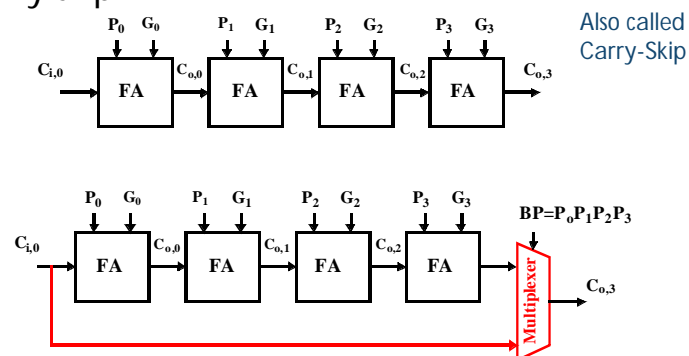 Also called
Carry-Skip
P0 G0 P1 G1 P2 G2 P3 G3
Ci,0 Co,0 Co,1 Co,2 Co,3
FA FA FA FA
P0 G0 P1 G1 P2 G2 P3 G3
BP=PoP1P2P3
Ci,0 Co,0 Co,1 Co,2
FA FA FA FA
Multiplexer
Co,3